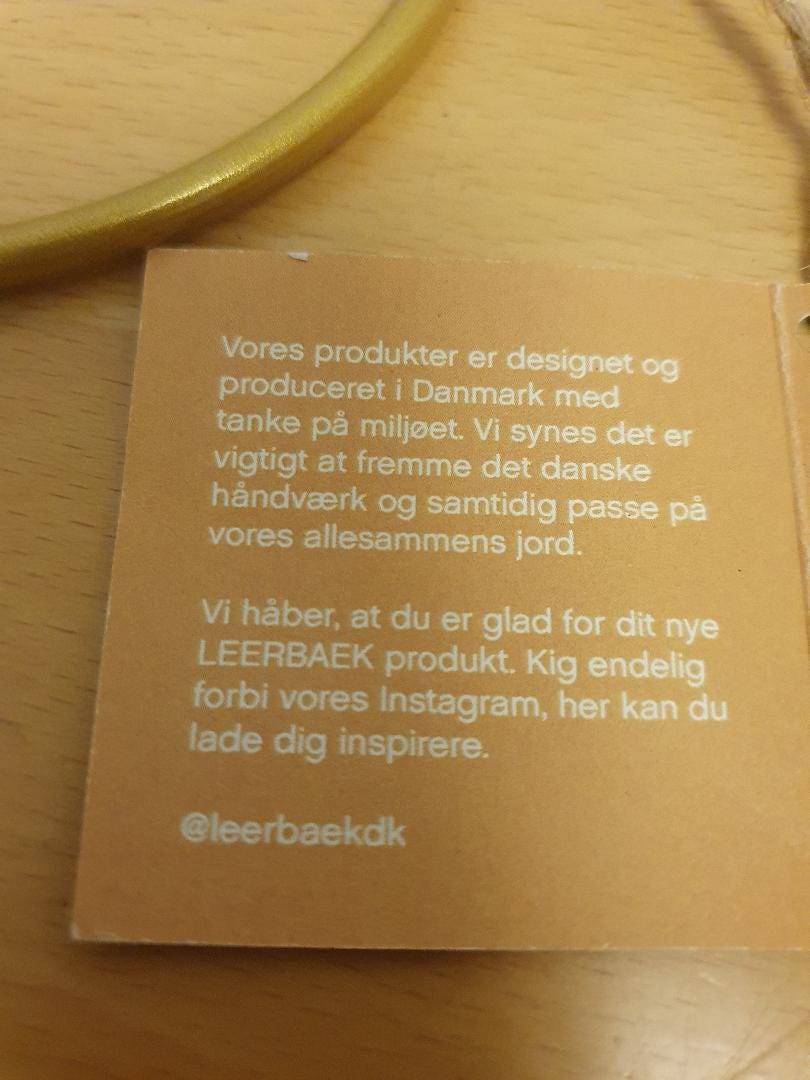 Vores produkter er designet og
produceret i Danmark med
tanke på miljøet. Vi synes det er
vigtigt at fremme det danske
håndværk og samtidig passe på
vores allesammens jord.
Vi håber, at du er glad for dit nye
LEERBAEK produkt. Kig endelig
forbi vores Instagram, her kan du
lade dig inspirere.
@leerbaekdk